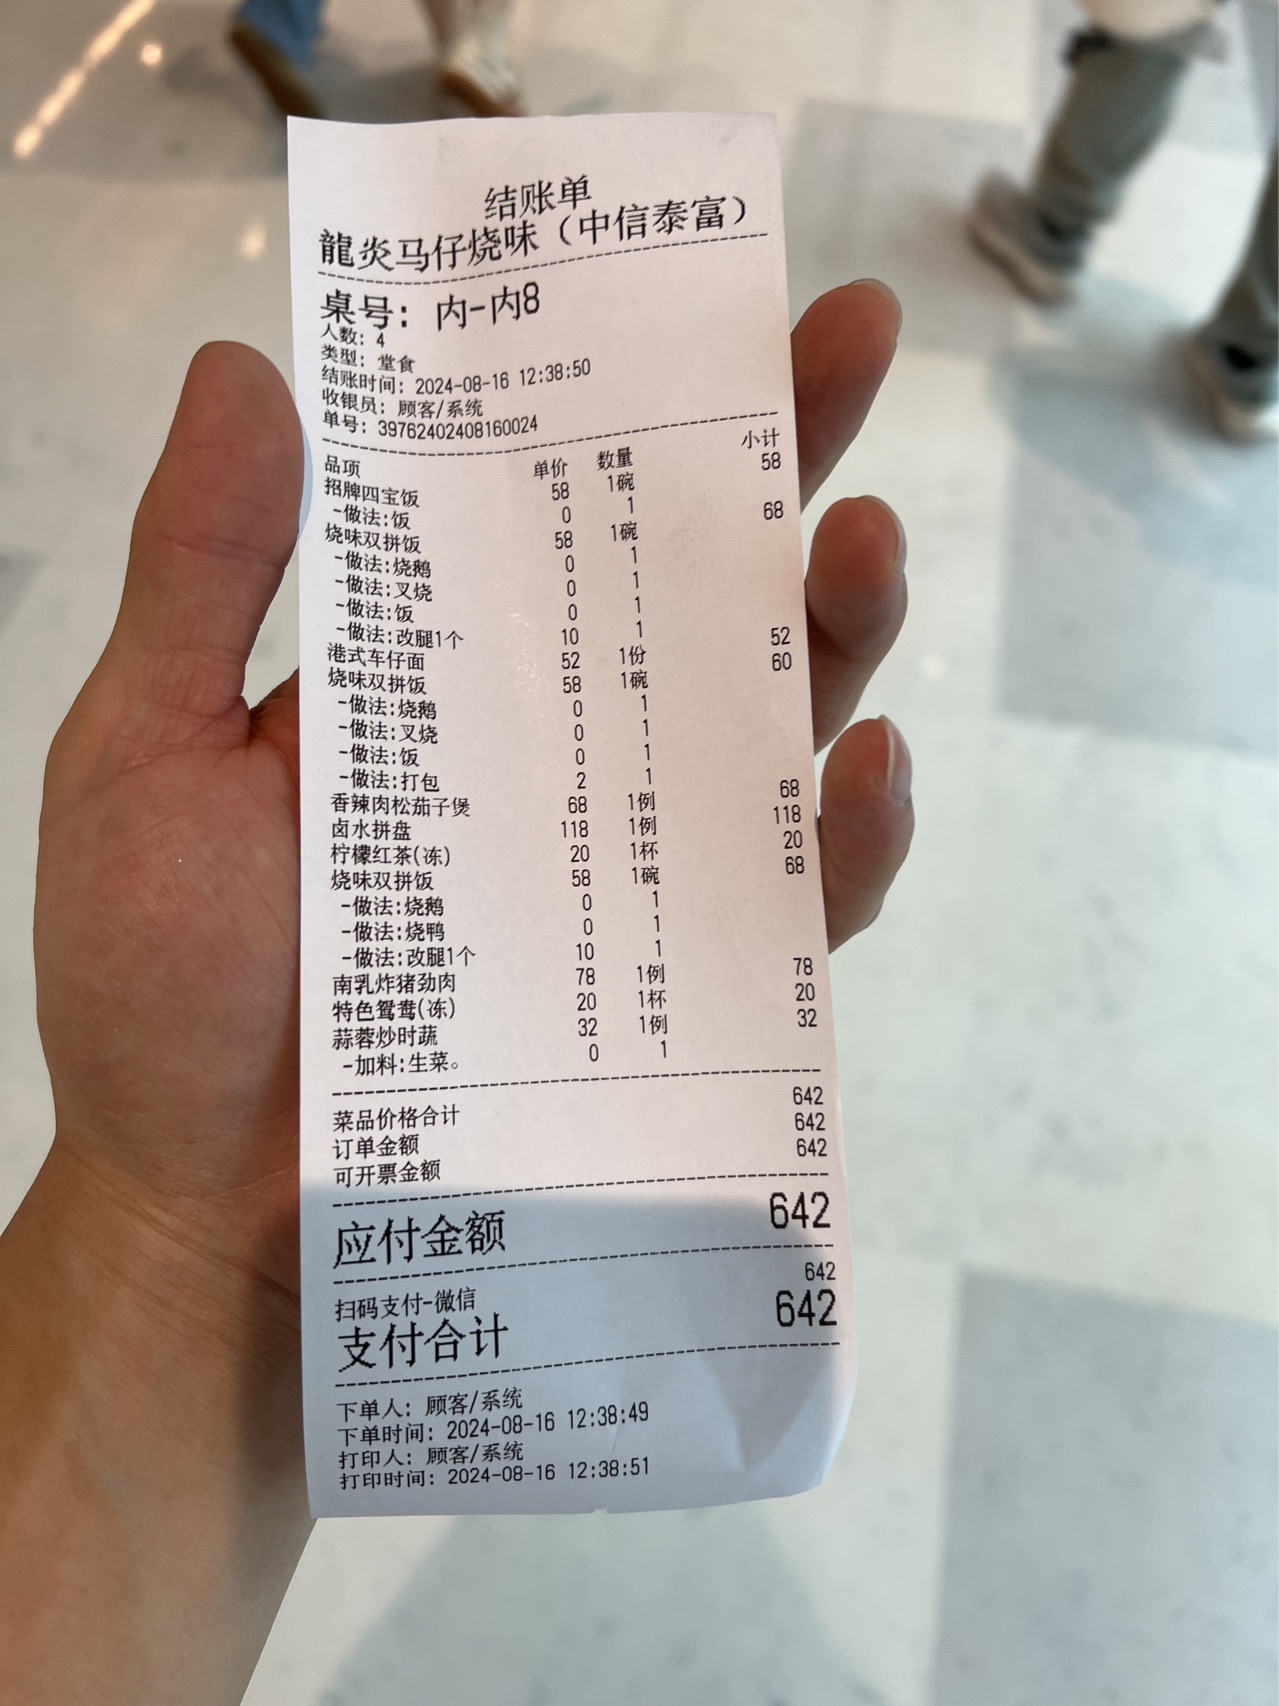 结账单
龍炎马仔烧味（中信泰富）
桌号：内-内8
人数：4
类型：堂食
结账时间：2024-08-16 12:38:50
收银员：顾客/系统
单号：39762402408160024
品项 单价 数量 小计
招牌四宝饭 58 1碗 58
-做法:饭 0 1
烧味双拼饭 58 1碗 68
-做法:烧鹅 0 1
-做法:叉烧 0 1
-做法:饭 0 1
-做法:改腿1个 10 1
港式车仔面 52 1份 52
烧味双拼饭 58 1碗 60
-做法:烧鹅 0 1
-做法:叉烧 0 1
-做法:饭 0 1
-做法:打包 2 1
香辣肉松茄子煲 68 1例 68
卤水拼盘 118 1例 118
柠檬红茶(冻) 20 1杯 20
烧味双拼饭 58 1碗 68
-做法:烧鹅 0 1
-做法:烧鸭 0 1
-做法:改腿1个 10 1
南乳炸猪劲肉 78 1例 78
特色鸳鸯(冻) 20 1杯 20
蒜蓉炒时蔬 32 1例 32
-加料:生菜。 0 1
菜品价格合计 642
订单金额 642
可开票金额 642
应付金额 642
扫码支付-微信 642
支付合计 642
下单人：顾客/系统
下单时间：2024-08-16 12:38:49
打印人：顾客/系统
打印时间：2024-08-16 12:38:51